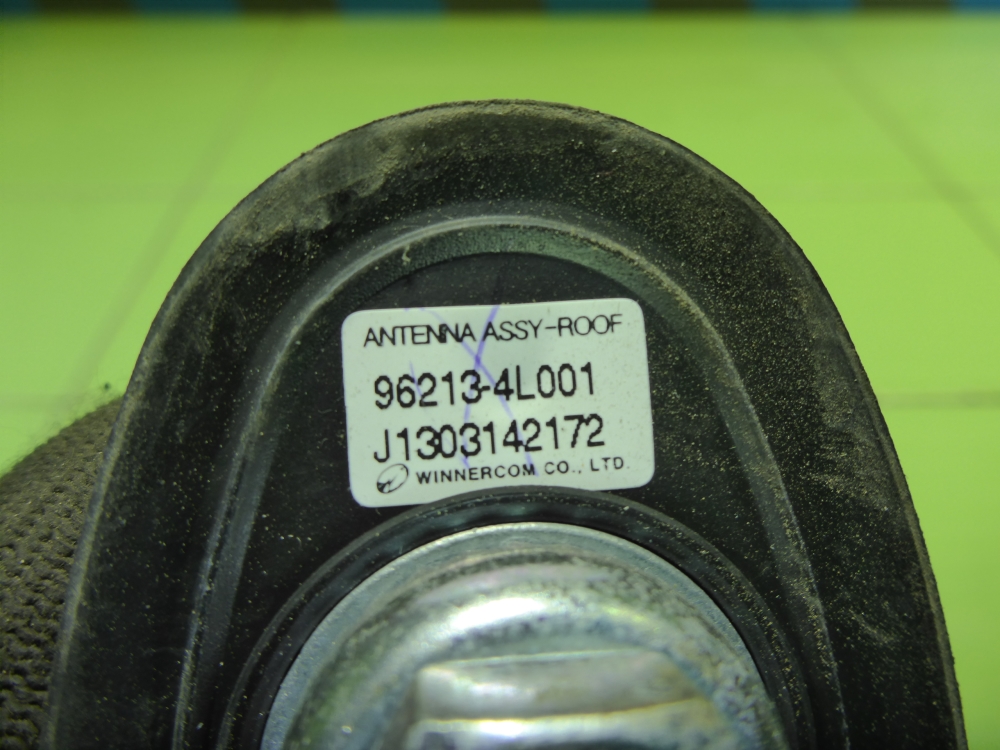 ANTENNA ASSY-ROOF
96213-4L001
J1303142172
WINNERCOM CO., LTD.